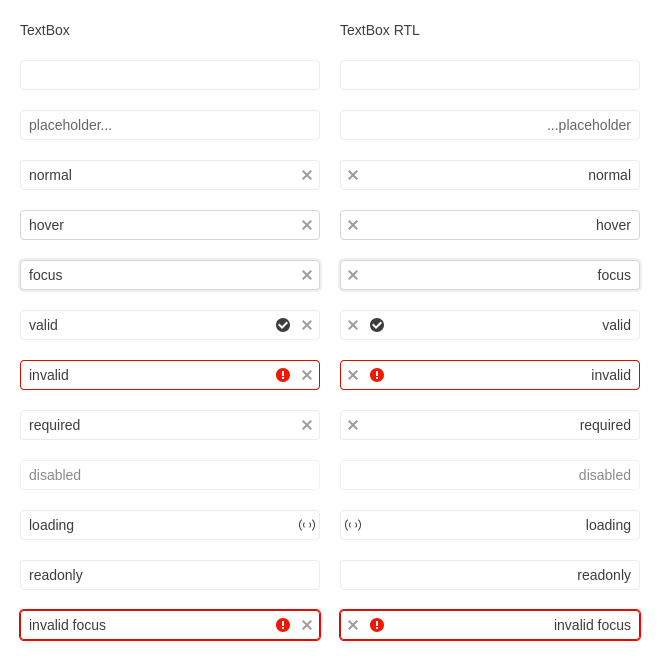 TextBox TextBox RTL
placeholder... ...placeholder
normal normal
hover hover
focus focus
valid valid
invalid invalid
required required
disabled disabled
loading loading
readonly readonly
invalid focus invalid focus